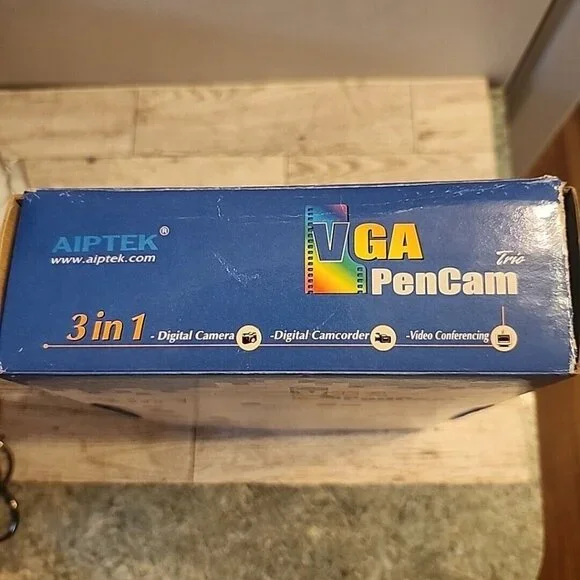 AIPTEK®
www.aiptek.com
VGA
PenCam Trio
3 in 1 - Digital Camera - Digital Camcorder - Video Conferencing